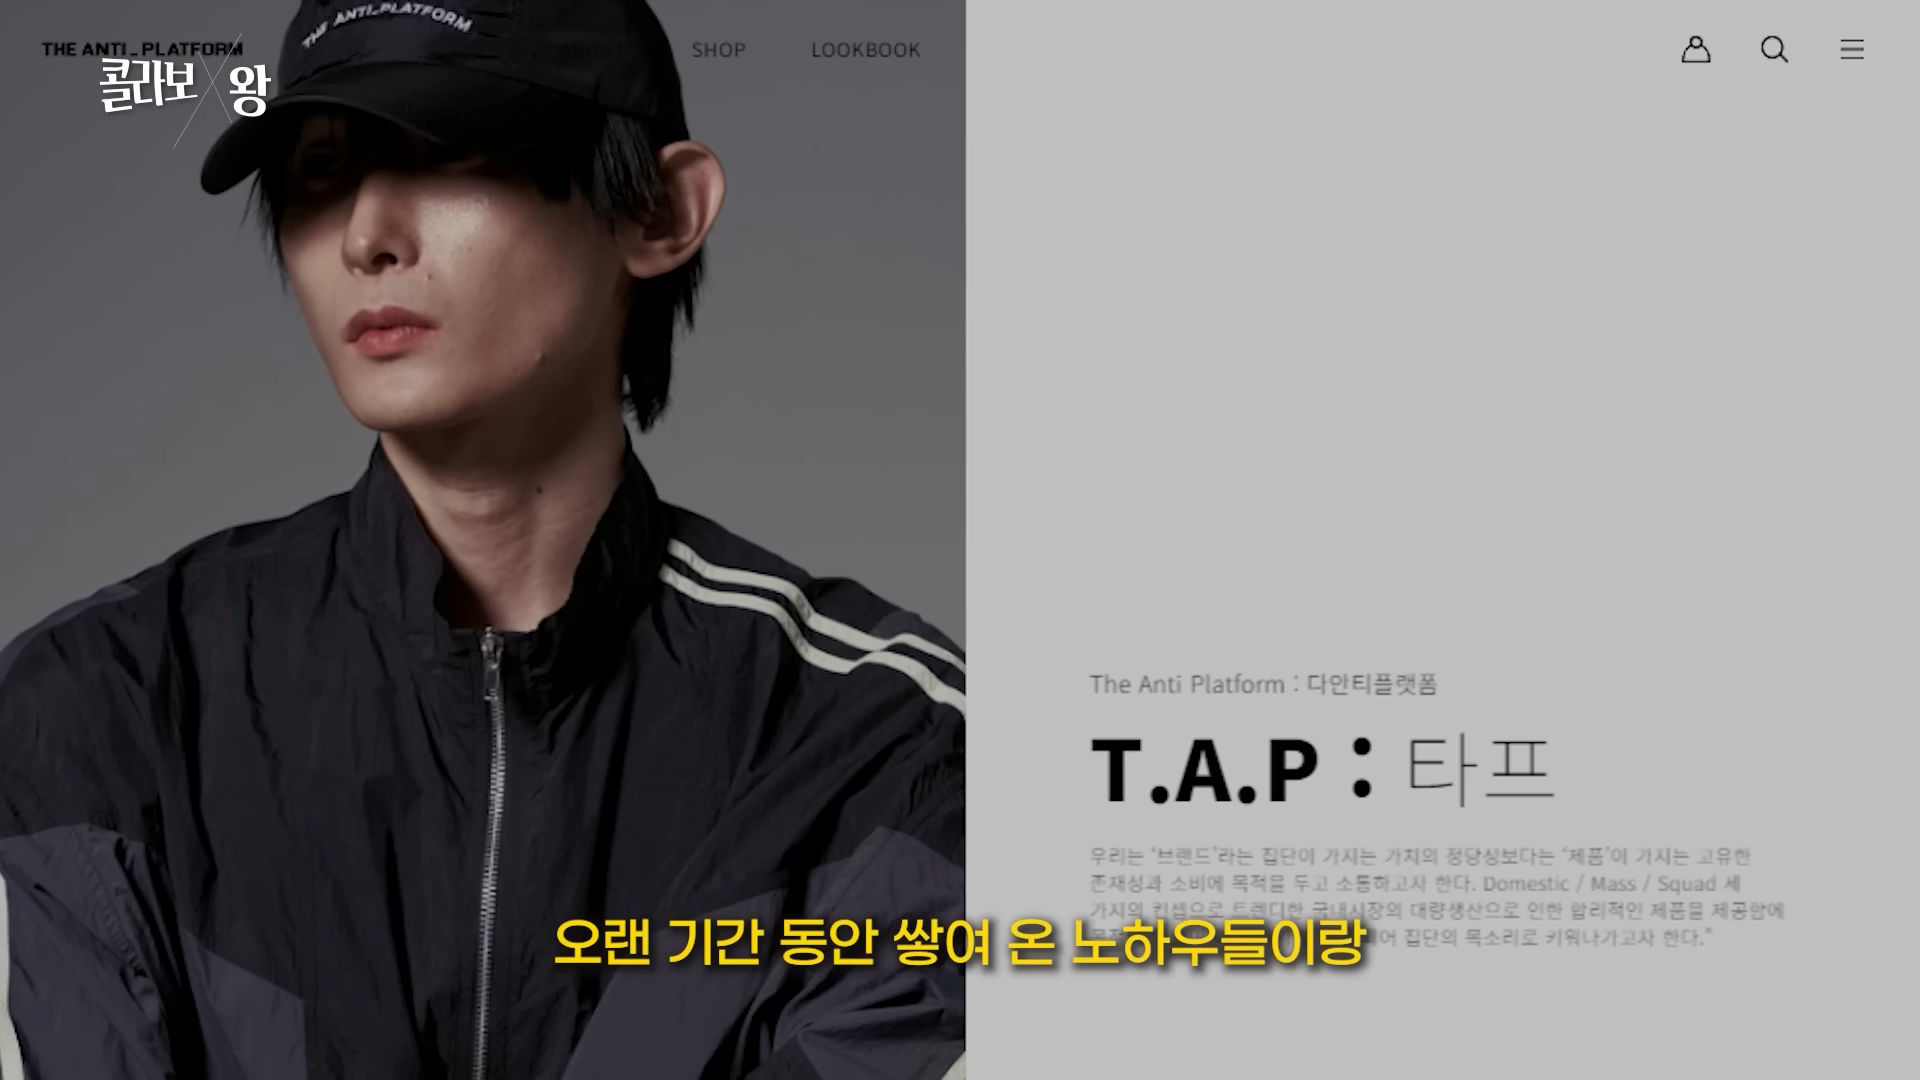 THE ANTI_PLATFORM
THE ANTI_PLATFORM
ABOUT
SHOP
LOOKBOOK
콜라보 왕
The Anti Platform : 다안티플랫폼
T.A.P : 타프
우리는 '브랜드'라는 집단이 가지는 가치의 정당성보다는 '제품'이 가지는 고유한
존재성과 소비에 목적을 두고 소통하고자 한다. Domestic / Mass / Squad 세
가지의 컨셉으로 트렌디한 국내시장의 대량생산으로 인한 합리적인 제품을 제공함에
집단의 목소리로 키워나가고자 한다."
오랜 기간 동안 쌓여 온 노하우들이랑